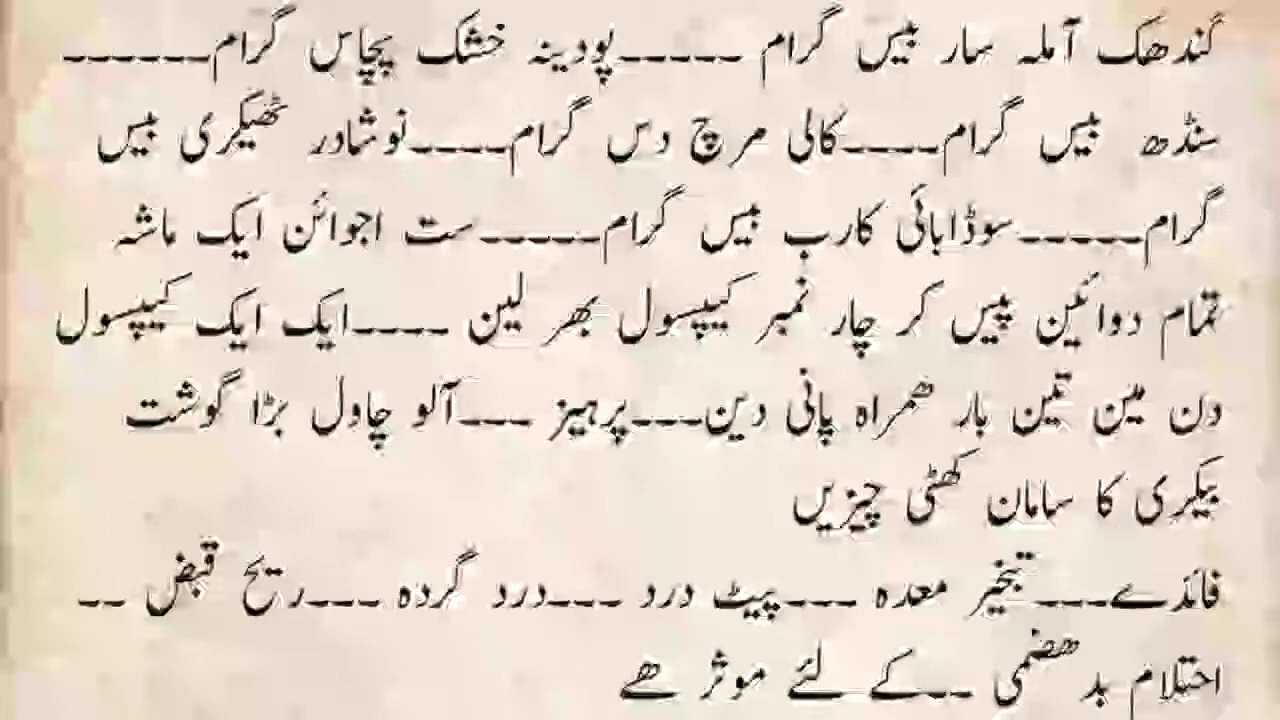 گندھک آملہ سار بیس گرام -----پودینہ خشک پچاس گرام------
سنڈھ بیس گرام----کالی مرچ دس گرام----نوشادر ٹھیکری بیس
گرام-----سوڈابائی کارب بیس گرام-----ست اجوائن ایک ماشہ
تمام دوائین پیس کر چار نمبر کیپسول بھر لین ----ایک ایک کیپسول
دن مین تین بار ھمراہ پانی دین---پرہیز ---آلو چاول بڑا گوشت
بیکری کا سامان کھٹی چیزیں
فائدے---تبخیر معدہ ---پیٹ درد ---درد گردہ ---ریح قبض --
احتلام بد ھضمی --کے لئے موثر ھے